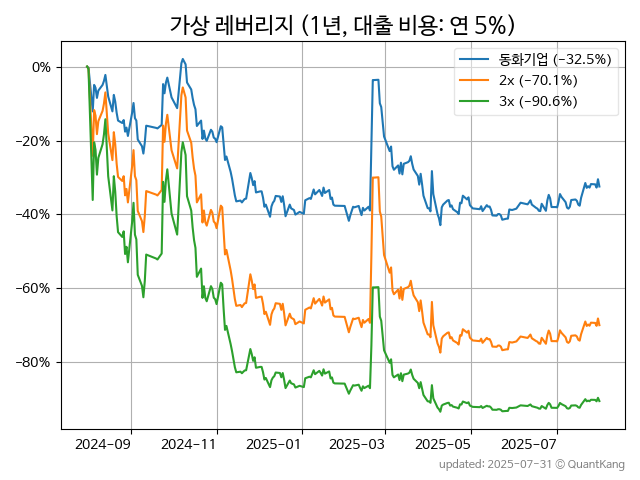 가상 레버리지 (1년, 대출 비용: 연 5%)
동화기업 (−32.5%)
2x (−70.1%)
3x (−90.6%)
0%
−20%
−40%
−60%
−80%
2024-09 2024-11 2025-01 2025-03 2025-05 2025-07
updated: 2025-07-31 © QuantKang